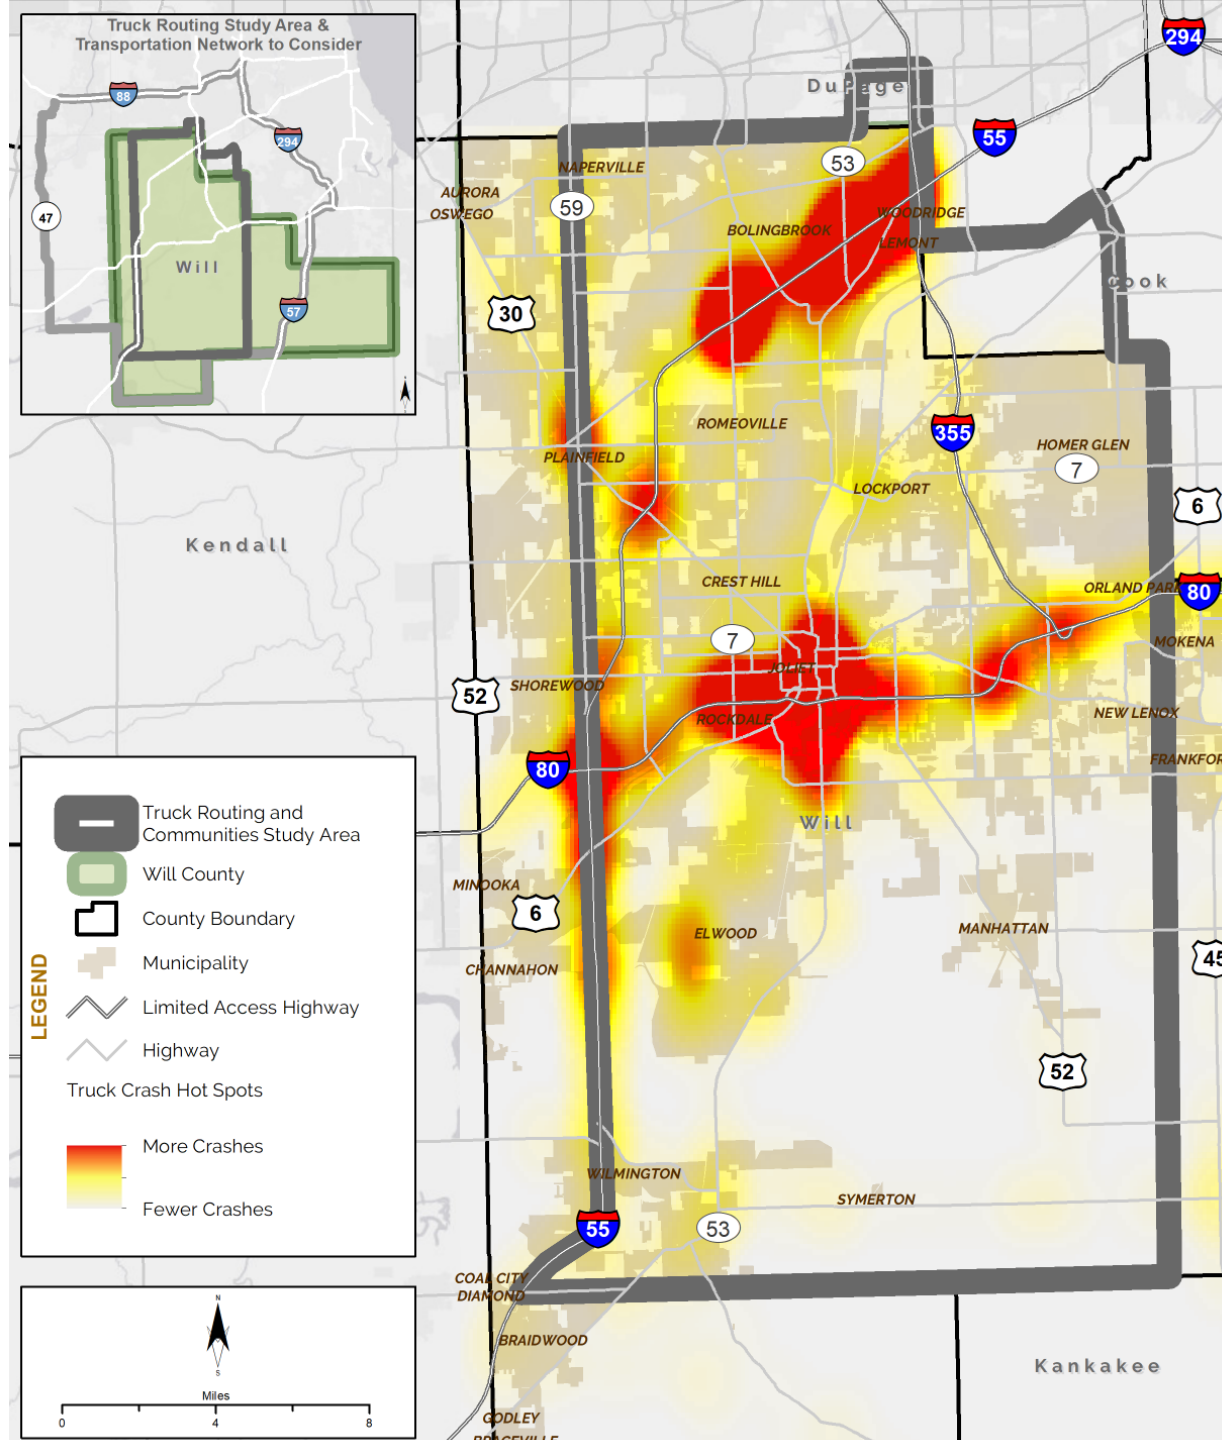 Truck Routing Study Area &
Transportation Network to Consider
88
294
47
Will
57
294
DuPage
55
53
NAPERVILLE
AURORA
59
OSWEGO
WOODRIDGE
BOLINGBROOK
LEMONT
Cook
30
ROMEOVILLE
355
HOMER GLEN
PLAINFIELD
7
LOCKPORT
6
Kendall
CREST HILL
ORLAND PARK
80
7
MOKENA
JOLIET
SHOREWOOD
52
NEW LENOX
ROCKDALE
FRANKFOR
80
Will
MINOOKA
6
ELWOOD
MANHATTAN
45
CHANNAHON
52
WILMINGTON
SYMERTON
55
53
COAL CITY
DIAMOND
BRAIDWOOD
Kankakee
GODLEY
BRACEVILLE
LEGEND
Truck Routing and
Communities Study Area
Will County
County Boundary
Municipality
Limited Access Highway
Highway
Truck Crash Hot Spots
More Crashes
Fewer Crashes
N
S
Miles
0 4 8